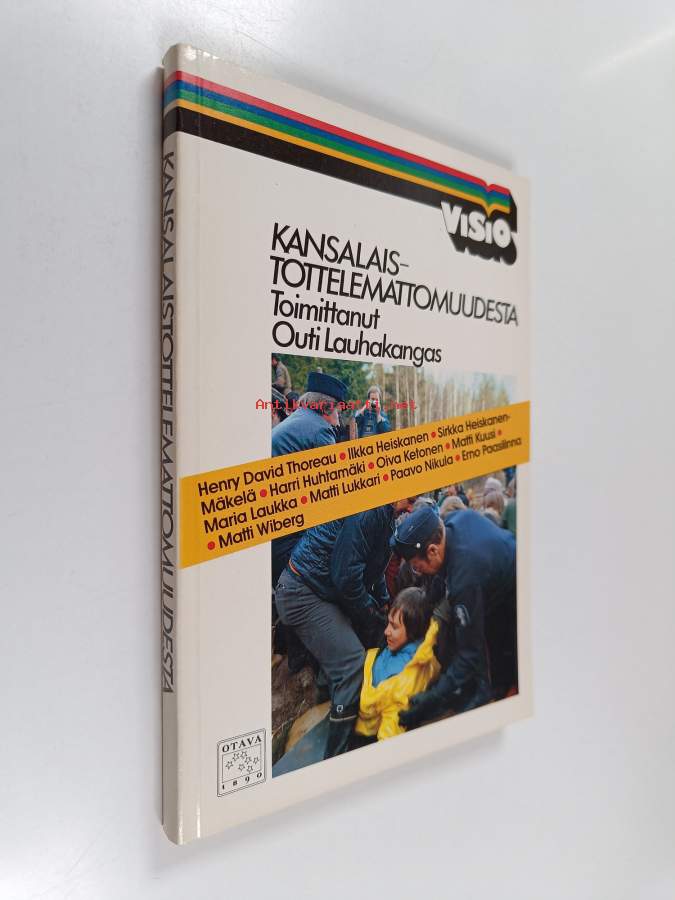 VISIO
KANSALAIS-
TOTTELEMATTOMUUDESTA
Toimittanut
Outi Lauhakangas
Antikvariaatti.net
Henry David Thoreau • Ilkka Heiskanen • Sirkka Heiskanen-
Mäkelä • Harri Huhtamäki • Oiva Ketonen • Matti Kuusi •
Maria Laukka • Matti Lukkari • Paavo Nikula • Erno Paasilinna
• Matti Wiberg
OTAVA
1890
KANSALAISTOTTELEMATTOMUUDESTA